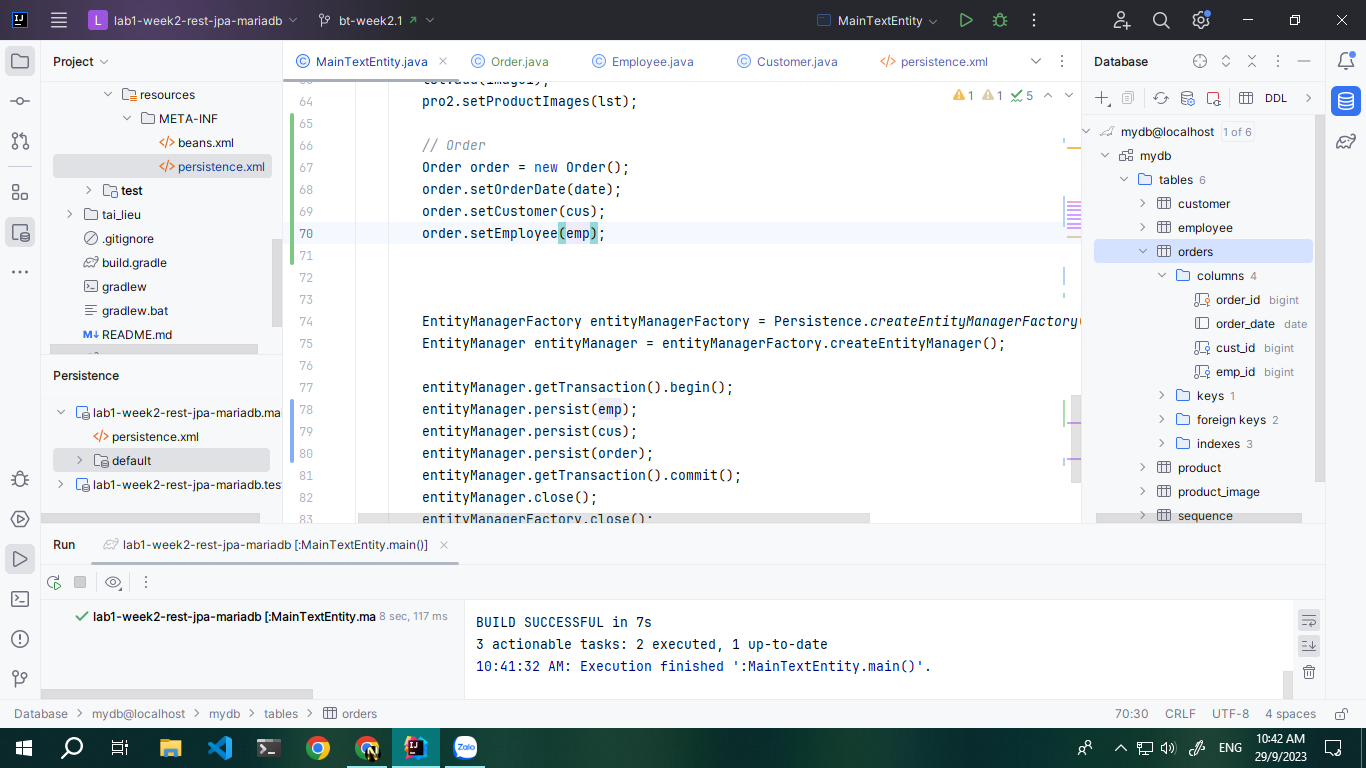 L lab1-week2-rest-jpa-mariadb bt-week2.1 MainTextEntity
Project
MainTextEntity.java Order.java Employee.java Customer.java persistence.xml
Database
DDL
resources
META-INF
beans.xml
persistence.xml
test
tai_lieu
.gitignore
build.gradle
gradlew
gradlew.bat
README.md
Persistence
lab1-week2-rest-jpa-mariadb.mai
persistence.xml
default
lab1-week2-rest-jpa-mariadb.test
1 1 5
64 pro2.setProductImages(lst);
65
66 // Order
67 Order order = new Order();
68 order.setOrderDate(date);
69 order.setCustomer(cus);
70 order.setEmployee(emp);
71
72
73
74 EntityManagerFactory entityManagerFactory = Persistence.createEntityManagerFactory(
75 EntityManager entityManager = entityManagerFactory.createEntityManager();
76
77 entityManager.getTransaction().begin();
78 entityManager.persist(emp);
79 entityManager.persist(cus);
80 entityManager.persist(order);
81 entityManager.getTransaction().commit();
82 entityManager.close();
83 entityManagerFactory.close();
mydb@localhost 1 of 6
mydb
tables 6
customer
employee
orders
columns 4
order_id bigint
order_date date
cust_id bigint
emp_id bigint
keys 1
foreign keys 2
indexes 3
product
product_image
sequence
Run lab1-week2-rest-jpa-mariadb [:MainTextEntity.main()]
lab1-week2-rest-jpa-mariadb [:MainTextEntity.ma 8 sec, 117 ms
BUILD SUCCESSFUL in 7s
3 actionable tasks: 2 executed, 1 up-to-date
10:41:32 AM: Execution finished ':MainTextEntity.main()'.
Database > mydb@localhost > mydb > tables > orders
70:30 CRLF UTF-8 4 spaces
Zalo
ENG
10:42 AM
29/9/2023